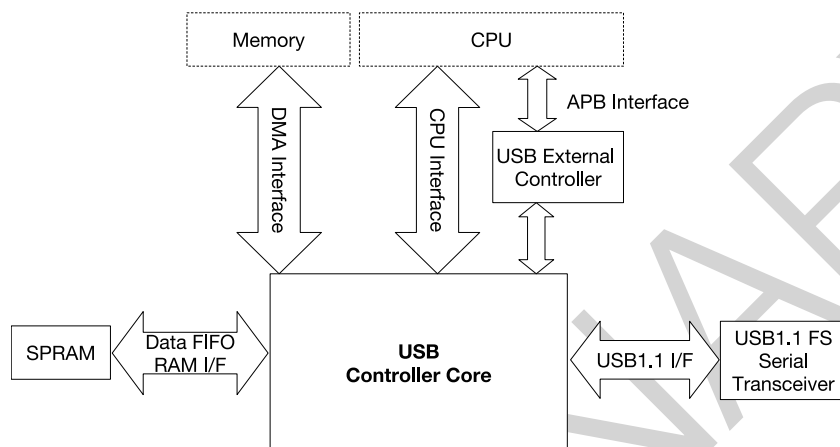 Memory
CPU
DMA Interface
CPU Interface
APB Interface
USB External
Controller
SPRAM
Data FIFO
RAM I/F
USB
Controller Core
USB1.1 I/F
USB1.1 FS
Serial
Transceiver